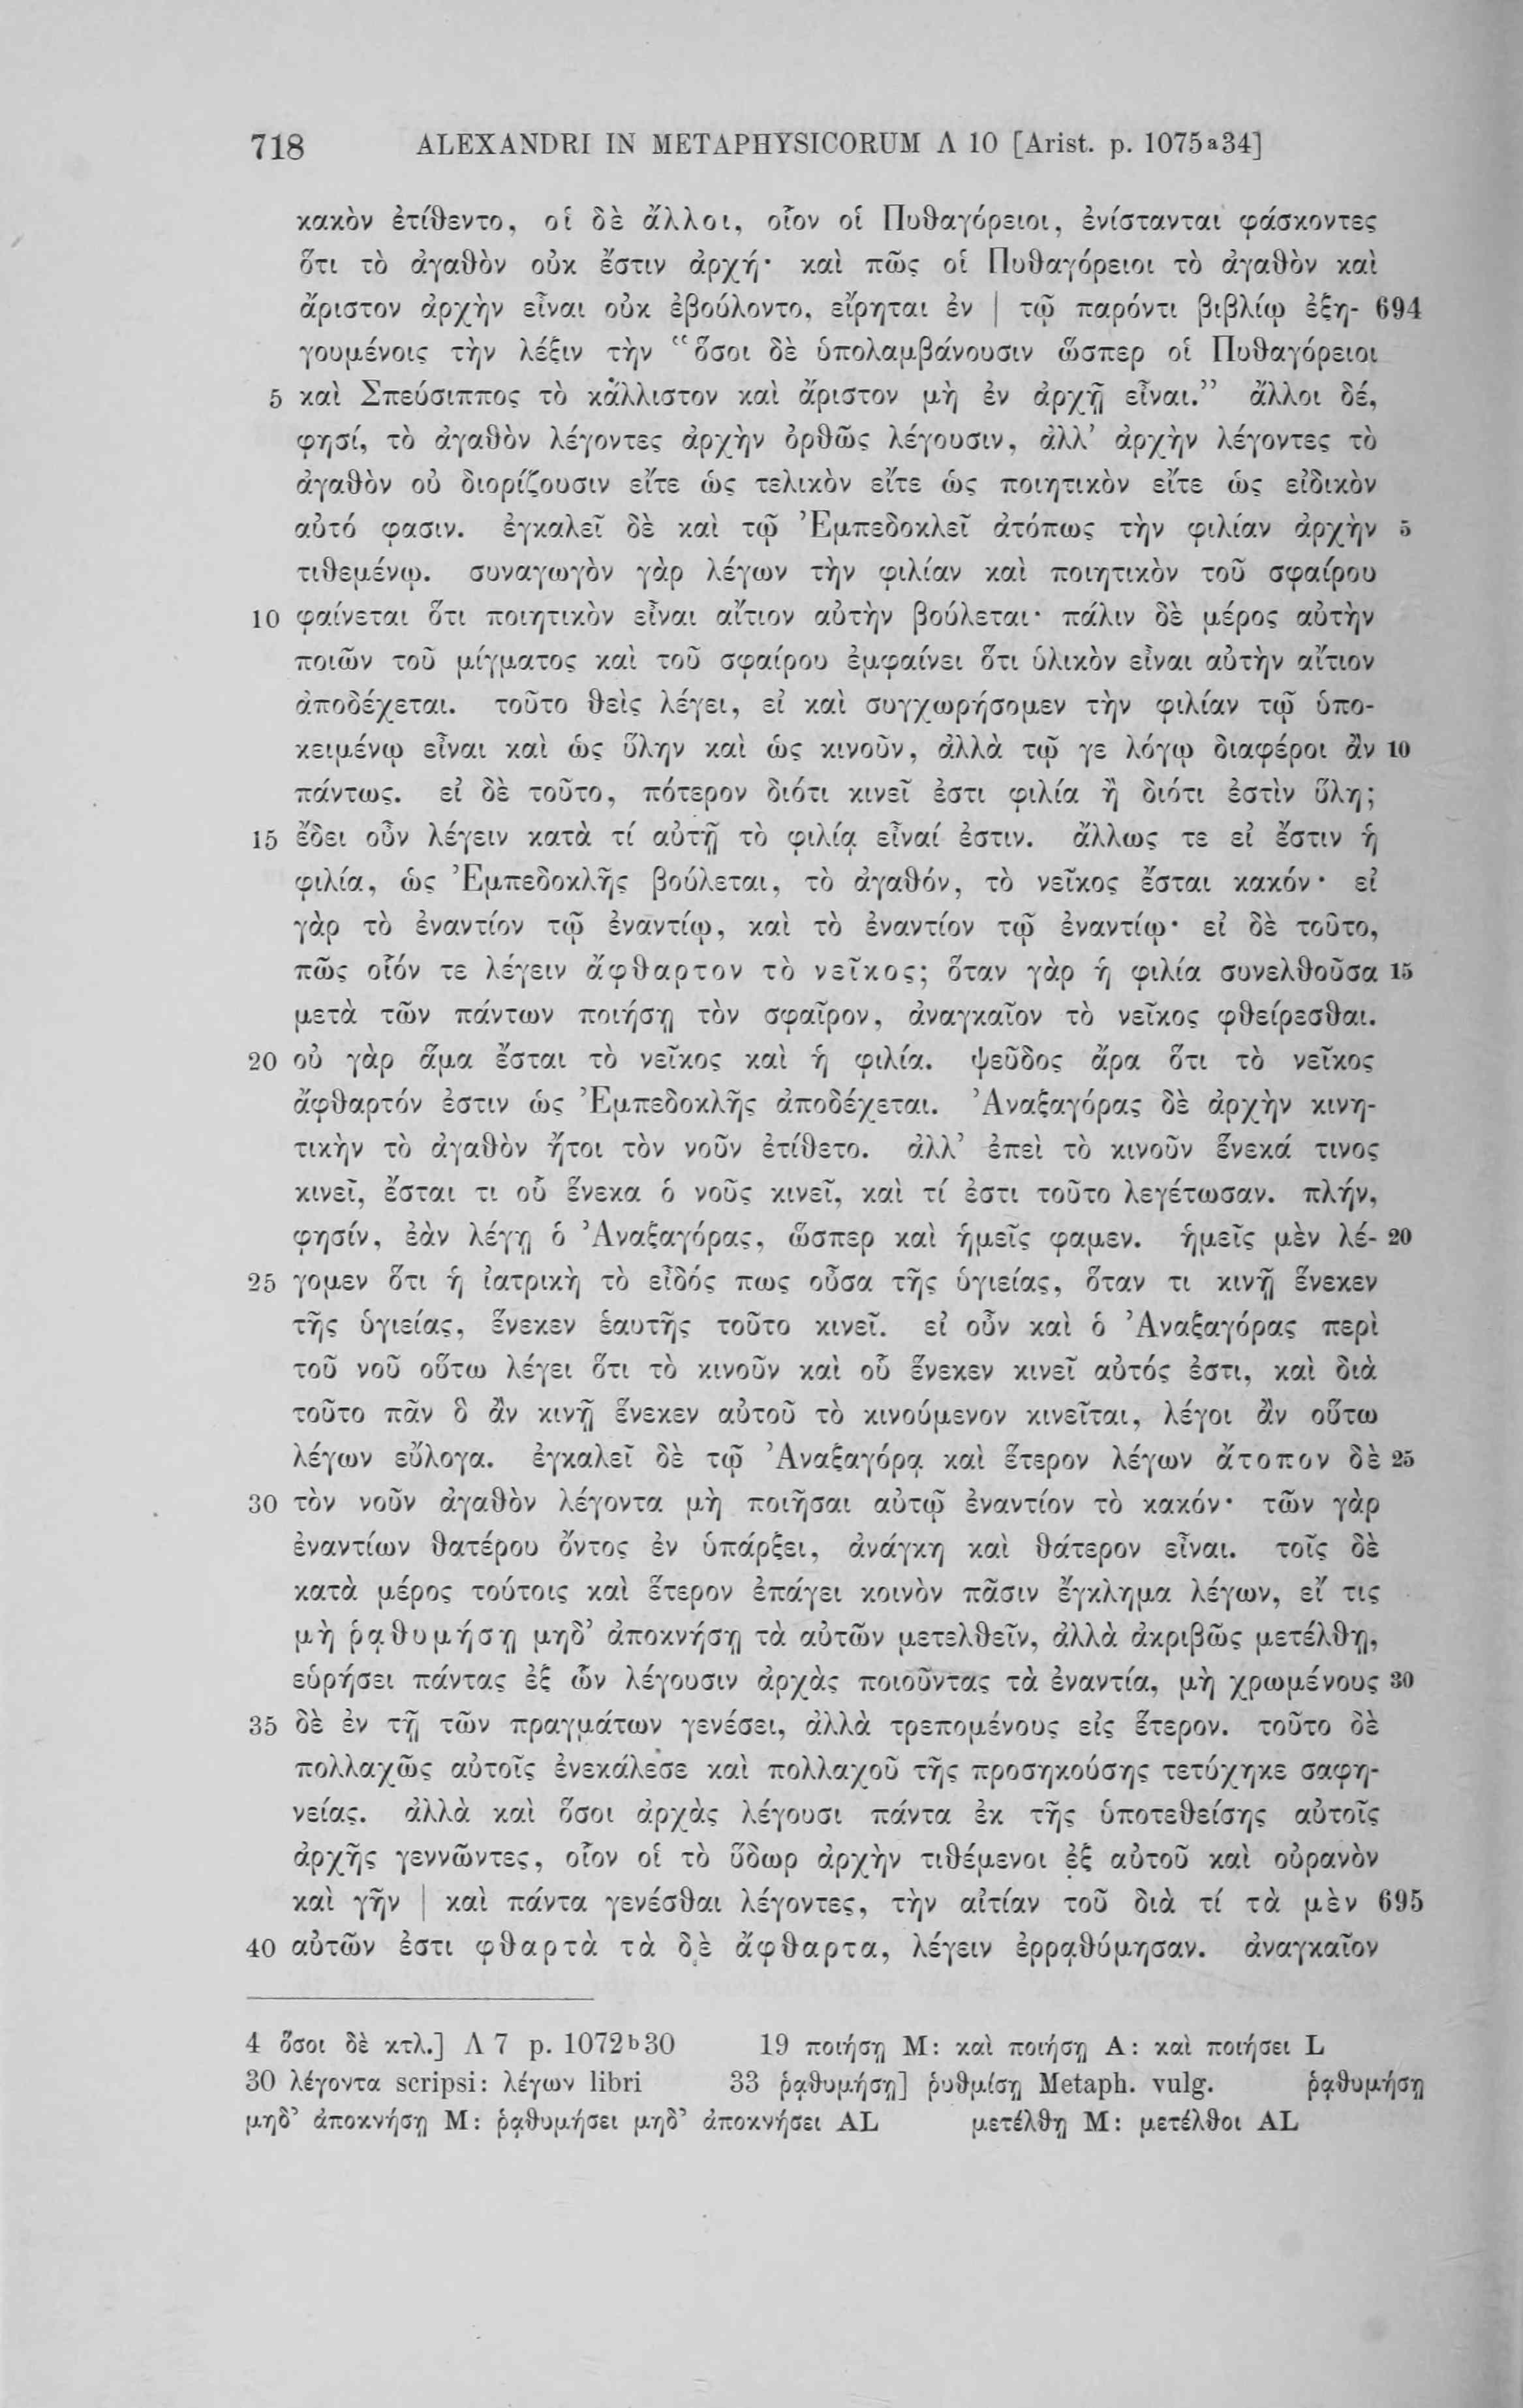 718 ALEXANDRI IN METAPHYSICORUM Λ 10 [Arist. p. 1075a34]
κακὸν ἐτίθεντο, οἱ δὲ ἄλλοι, οἷον οἱ Πυθαγόρειοι, ἐνίστανται φάσκοντες
ὅτι τὸ ἀγαθὸν οὐκ ἔστιν ἀρχή· καὶ πῶς οἱ Πυθαγόρειοι τὸ ἀγαθὸν καὶ
ἄριστον ἀρχὴν εἶναι οὐκ ἐβούλοντο, εἴρηται ἐν | τῷ παρόντι βιβλίῳ ἐξη- 694
γουμένοις τὴν λέξιν τὴν “ὅσοι δὲ ὑπολαμβάνουσιν ὥσπερ οἱ Πυθαγόρειοι
5 καὶ Σπεύσιππος τὸ κάλλιστον καὶ ἄριστον μὴ ἐν ἀρχῇ εἶναι.” ἄλλοι δέ,
φησί, τὸ ἀγαθὸν λέγοντες ἀρχὴν ὀρθῶς λέγουσιν, ἀλλ’ ἀρχὴν λέγοντες τὸ
ἀγαθὸν οὐ διορίζουσιν εἴτε ὡς τελικὸν εἴτε ὡς ποιητικὸν εἴτε ὡς εἰδικὸν
αὐτό φασιν. ἐγκαλεῖ δὲ καὶ τῷ Ἐμπεδοκλεῖ ἀτόπως τὴν φιλίαν ἀρχὴν 5
τιθεμένῳ. συναγωγὸν γὰρ λέγων τὴν φιλίαν καὶ ποιητικὸν τοῦ σφαίρου
10 φαίνεται ὅτι ποιητικὸν εἶναι αἴτιον αὐτὴν βούλεται· πάλιν δὲ μέρος αὐτὴν
ποιῶν τοῦ μίγματος καὶ τοῦ σφαίρου ἐμφαίνει ὅτι ὑλικὸν εἶναι αὐτὴν αἴτιον
ἀποδέχεται. τοῦτο θεὶς λέγει, εἰ καὶ συγχωρήσομεν τὴν φιλίαν τῷ ὑπο-
κειμένῳ εἶναι καὶ ὡς ὕλην καὶ ὡς κινοῦν, ἀλλὰ τῷ γε λόγῳ διαφέροι ἂν 10
πάντως. εἰ δὲ τοῦτο, πότερον διότι κινεῖ ἐστι φιλία ἢ διότι ἐστὶν ὕλη;
15 ἔδει οὖν λέγειν κατὰ τί αὐτῇ τὸ φιλίᾳ εἶναί ἐστιν. ἄλλως τε εἰ ἔστιν ἡ
φιλία, ὡς Ἐμπεδοκλῆς βούλεται, τὸ ἀγαθόν, τὸ νεῖκος ἔσται κακόν· εἰ
γὰρ τὸ ἐναντίον τῷ ἐναντίῳ, καὶ τὸ ἐναντίον τῷ ἐναντίῳ· εἰ δὲ τοῦτο,
πῶς οἷόν τε λέγειν ἄφθαρτον τὸ νεῖκος; ὅταν γὰρ ἡ φιλία συνελθοῦσα 15
μετὰ τῶν πάντων ποιήσῃ τὸν σφαῖρον, ἀναγκαῖον τὸ νεῖκος φθείρεσθαι.
20 οὐ γὰρ ἅμα ἔσται τὸ νεῖκος καὶ ἡ φιλία. ψεῦδος ἄρα ὅτι τὸ νεῖκος
ἄφθαρτόν ἐστιν ὡς Ἐμπεδοκλῆς ἀποδέχεται. Ἀναξαγόρας δὲ ἀρχὴν κινη-
τικὴν τὸ ἀγαθὸν ἤτοι τὸν νοῦν ἐτίθετο. ἀλλ’ ἐπεὶ τὸ κινοῦν ἕνεκά τινος
κινεῖ, ἔσται τι οὗ ἕνεκα ὁ νοῦς κινεῖ, καὶ τί ἐστι τοῦτο λεγέτωσαν. πλήν,
φησίν, ἐὰν λέγῃ ὁ Ἀναξαγόρας, ὥσπερ καὶ ἡμεῖς φαμεν. ἡμεῖς μὲν λέ- 20
25 γομεν ὅτι ἡ ἰατρικὴ τὸ εἶδός πως οὖσα τῆς ὑγιείας, ὅταν τι κινῇ ἕνεκεν
τῆς ὑγιείας, ἕνεκεν ἑαυτῆς τοῦτο κινεῖ. εἰ οὖν καὶ ὁ Ἀναξαγόρας περὶ
τοῦ νοῦ οὕτω λέγει ὅτι τὸ κινοῦν καὶ οὗ ἕνεκεν κινεῖ αὐτός ἐστι, καὶ διὰ
τοῦτο πᾶν ὃ ἂν κινῇ ἕνεκεν αὐτοῦ τὸ κινούμενον κινεῖται, λέγοι ἂν οὕτω
λέγων εὔλογα. ἐγκαλεῖ δὲ τῷ Ἀναξαγόρᾳ καὶ ἕτερον λέγων ἄτοπον δὲ 25
30 τὸν νοῦν ἀγαθὸν λέγοντα μὴ ποιῆσαι αὐτῷ ἐναντίον τὸ κακόν· τῶν γὰρ
ἐναντίων θατέρου ὄντος ἐν ὑπάρξει, ἀνάγκη καὶ θάτερον εἶναι. τοῖς δὲ
κατὰ μέρος τούτοις καὶ ἕτερον ἐπάγει κοινὸν πᾶσιν ἔγκλημα λέγων, εἴ τις
μὴ ῥᾳθυμήσῃ μηδ’ ἀποκνήσῃ τὰ αὐτῶν μετελθεῖν, ἀλλὰ ἀκριβῶς μετέλθῃ,
εὑρήσει πάντας ἐξ ὧν λέγουσιν ἀρχὰς ποιοῦντας τὰ ἐναντία, μὴ χρωμένους 30
35 δὲ ἐν τῇ τῶν πραγμάτων γενέσει, ἀλλὰ τρεπομένους εἰς ἕτερον. τοῦτο δὲ
πολλαχῶς αὐτοῖς ἐνεκάλεσε καὶ πολλαχοῦ τῆς προσηκούσης τετύχηκε σαφη-
νείας. ἀλλὰ καὶ ὅσοι ἀρχὰς λέγουσι πάντα ἐκ τῆς ὑποτεθείσης αὐτοῖς
ἀρχῆς γεννῶντες, οἷον οἱ τὸ ὕδωρ ἀρχὴν τιθέμενοι ἐξ αὐτοῦ καὶ οὐρανὸν
καὶ γῆν | καὶ πάντα γενέσθαι λέγοντες, τὴν αἰτίαν τοῦ διὰ τί τὰ μὲν 695
40 αὐτῶν ἐστι φθαρτὰ τὰ δὲ ἄφθαρτα, λέγειν ἐρρᾳθύμησαν. ἀναγκαῖον
4 ὅσοι δὲ κτλ.] Λ 7 p. 1072b30 19 ποιήσῃ M: καὶ ποιήσῃ A: καὶ ποιήσει L
30 λέγοντα scripsi: λέγων libri 33 ῥᾳθυμήσῃ] ῥυθμίσῃ Metaph. vulg. ῥᾳθυμήσῃ
μηδ’ ἀποκνήσῃ M: ῥᾳθυμήσει μηδ’ ἀποκνήσει AL μετέλθῃ M: μετέλθοι AL